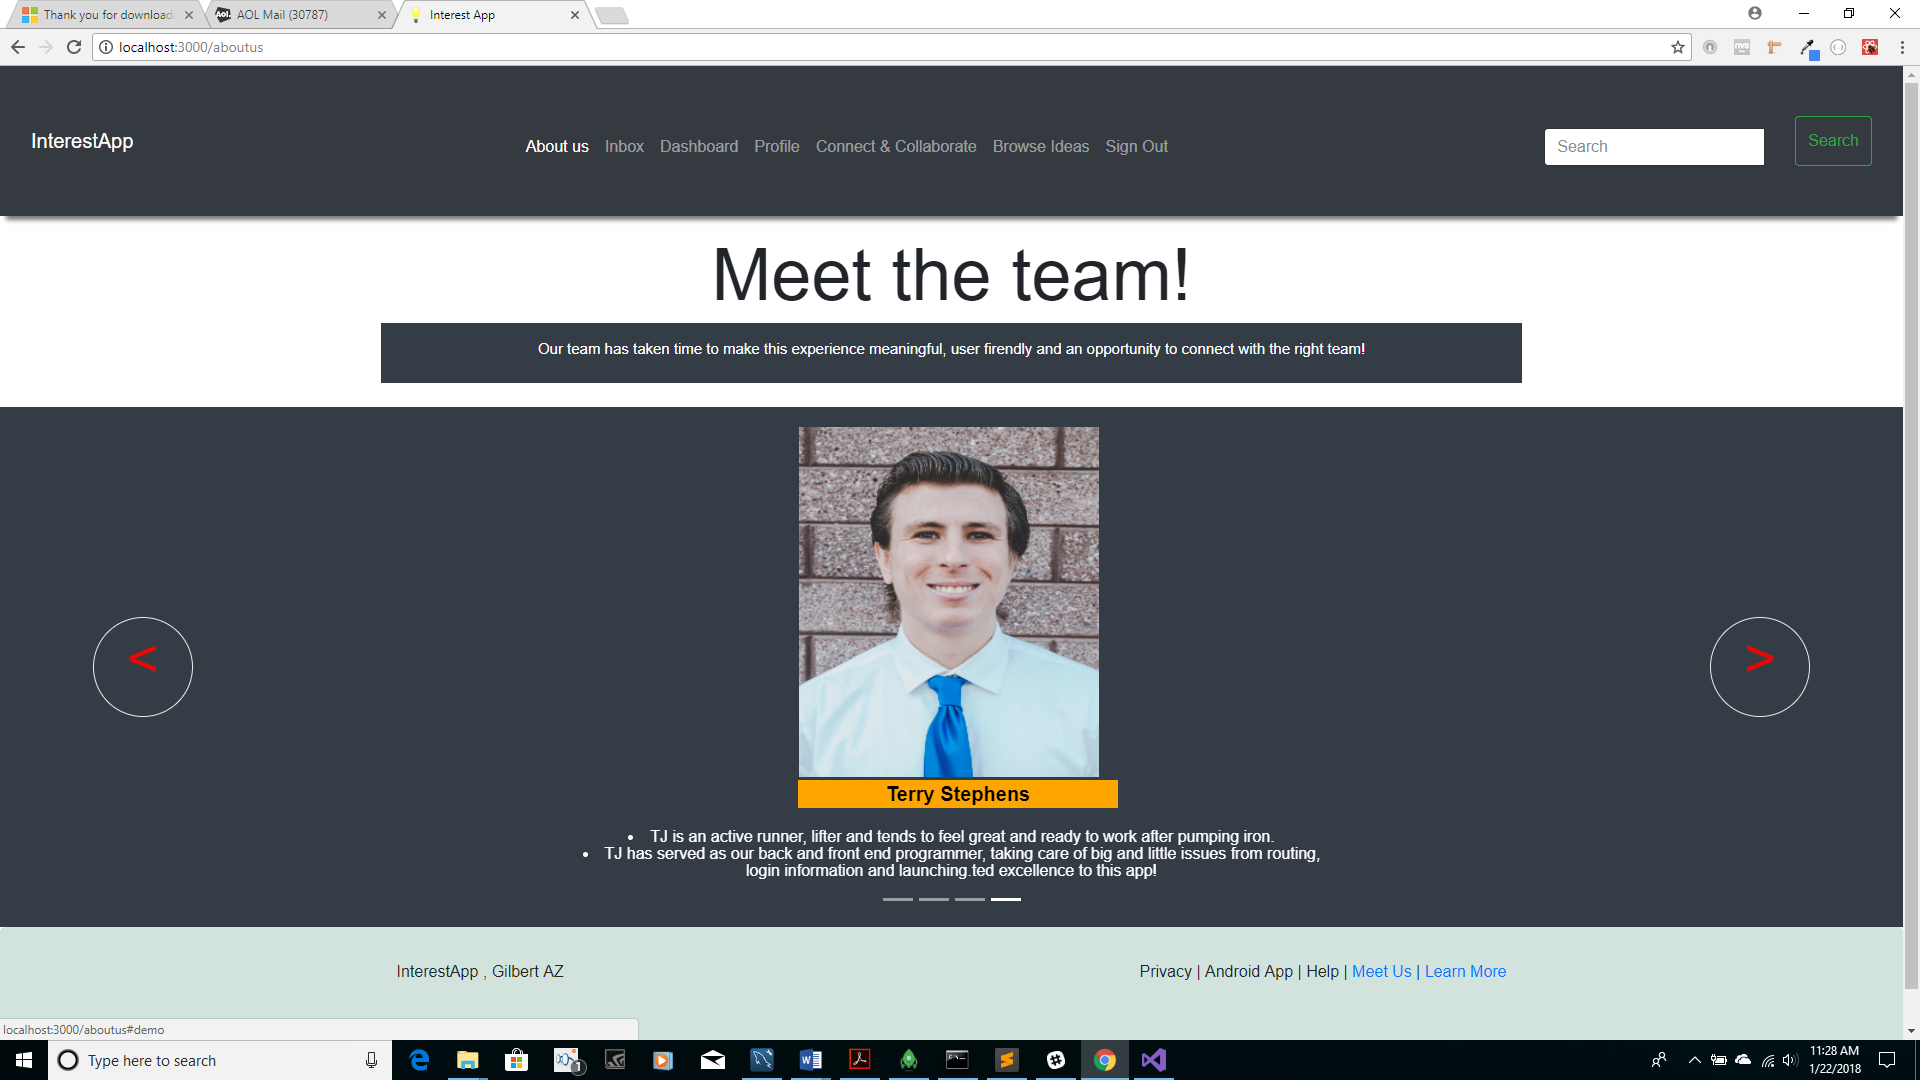 Thank you for downloadi
AOL Mail (30787)
Interest App
localhost:3000/aboutus
InterestApp
About us Inbox Dashboard Profile Connect & Collaborate Browse Ideas Sign Out
Search
Search
Meet the team!
Our team has taken time to make this experience meaningful, user firendly and an opportunity to connect with the right team!
<
>
Terry Stephens
• TJ is an active runner, lifter and tends to feel great and ready to work after pumping iron.
• TJ has served as our back and front end programmer, taking care of big and little issues from routing,
login information and launching.ted excellence to this app!
InterestApp , Gilbert AZ
Privacy | Android App | Help | Meet Us | Learn More
localhost:3000/aboutus#demo
Type here to search
1
11:28 AM
1/22/2018